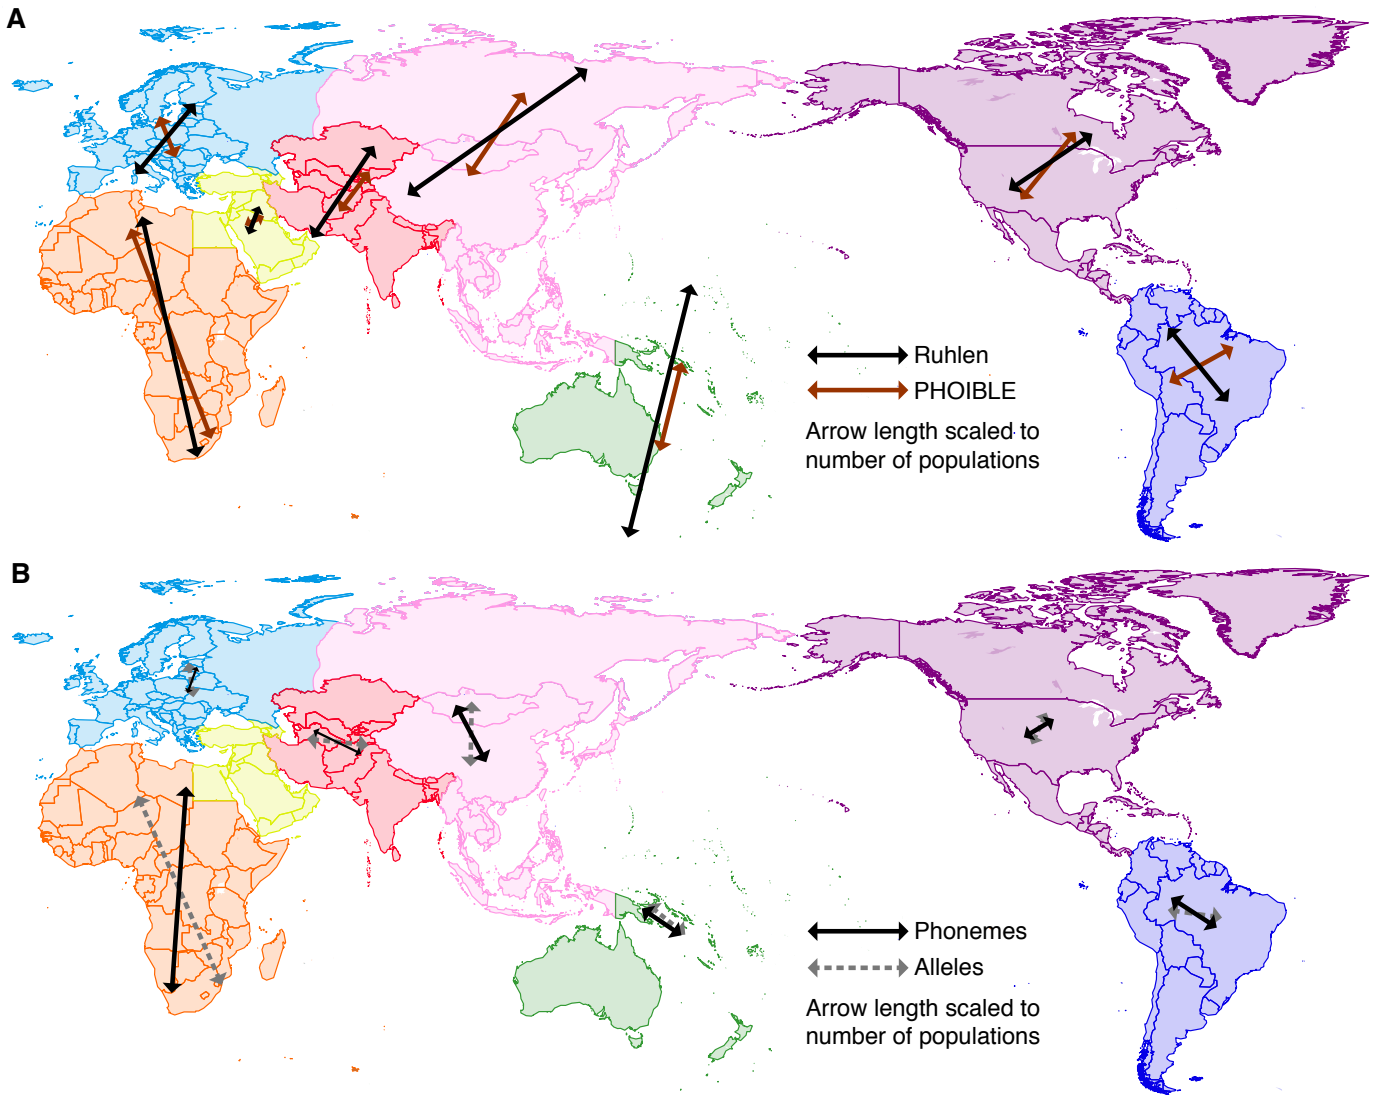 A
Ruhlen
PHOIBLE
Arrow length scaled to
number of populations
B
Phonemes
Alleles
Arrow length scaled to
number of populations